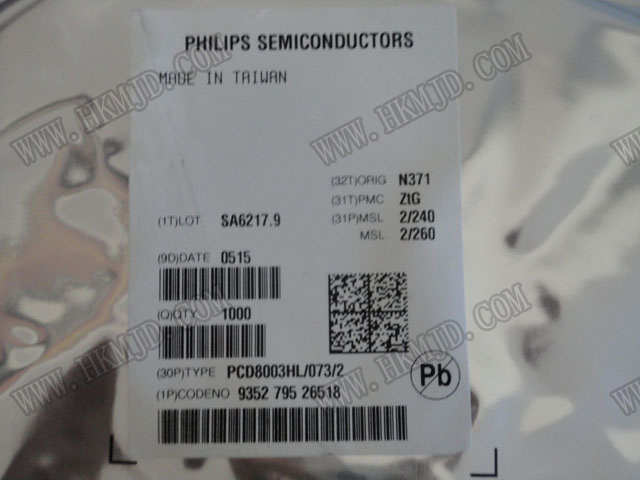 PHILIPS SEMICONDUCTORS
MADE IN TAIWAN
(32T)ORIG N371
(31T)PMC ZtG
(1T)LOT SA6217.9
(31P)MSL 2/240
MSL 2/260
(9D)DATE 0515
(Q)QTY 1000
(30P)TYPE PCD8003HL/073/2
Pb
(1P)CODENO 9352 795 26518
WWW.HKMJD.COM
WWW.HKMJD.COM
WWW.HKMJD.COM
WWW.HKMJD.COM